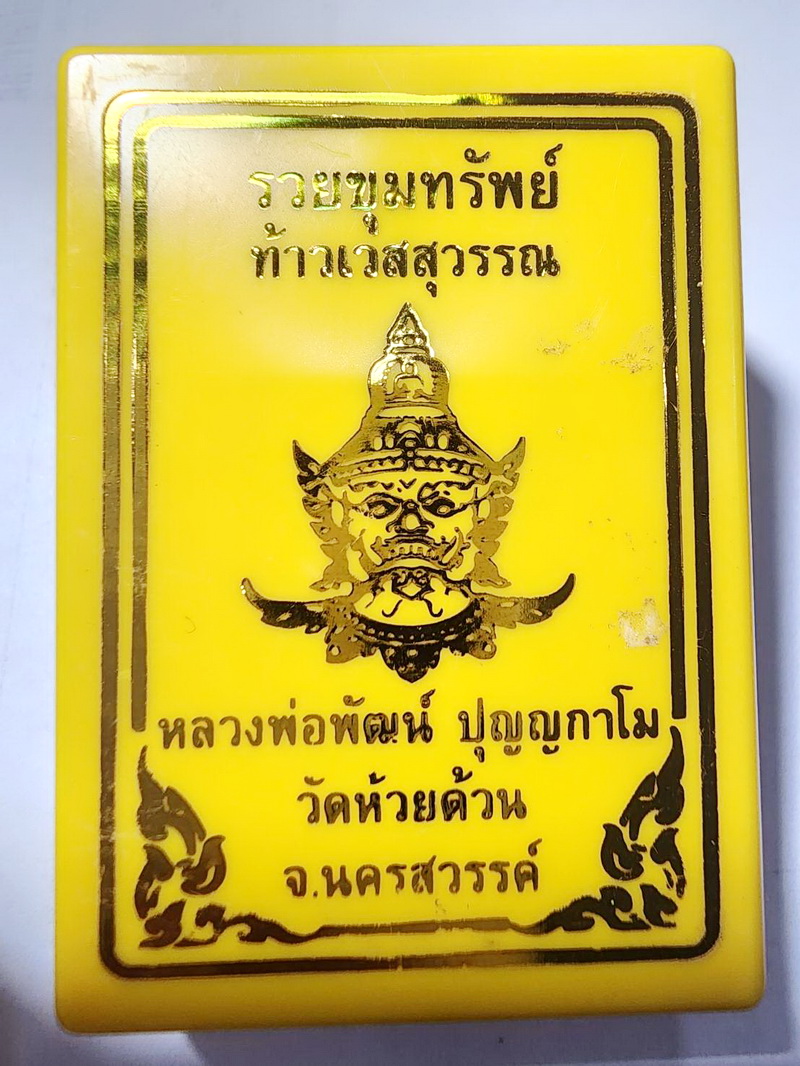 รวยขุมทรัพย์
ท้าวเวสสุวรรณ
หลวงพ่อพัฒน์ ปุญญกาโม
วัดห้วยด้วน
จ.นครสวรรค์